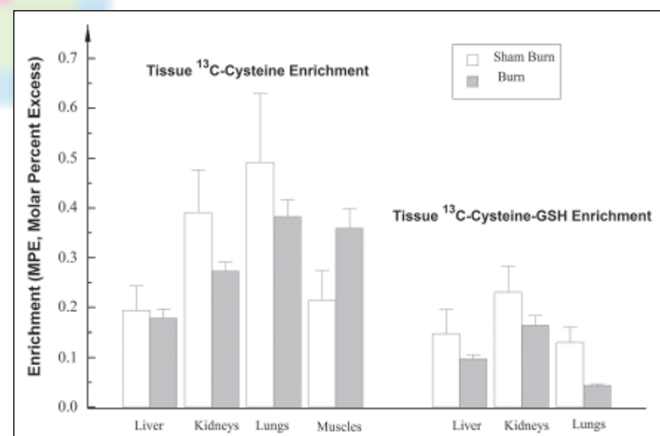 Enrichment (MPE, Molar Percent Excess)
0.7
0.6
0.5
0.4
0.3
0.2
0.1
0.0
Tissue ¹³C-Cysteine Enrichment
Sham Burn
Burn
Tissue ¹³C-Cysteine-GSH Enrichment
Liver Kidneys Lungs Muscles Liver Kidneys Lungs